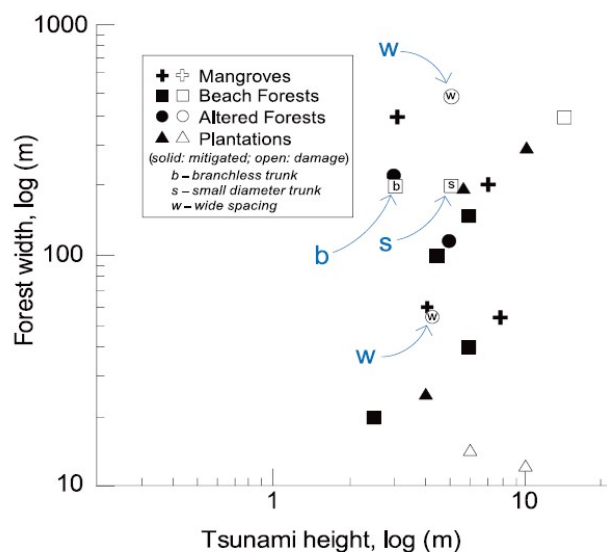 1000
100
10
Forest width, log (m)
Mangroves
Beach Forests
Altered Forests
Plantations
(solid: mitigated; open: damage)
b – branchless trunk
s – small diameter trunk
w – wide spacing
w
w
b
s
b
s
w
w
1
10
Tsunami height, log (m)